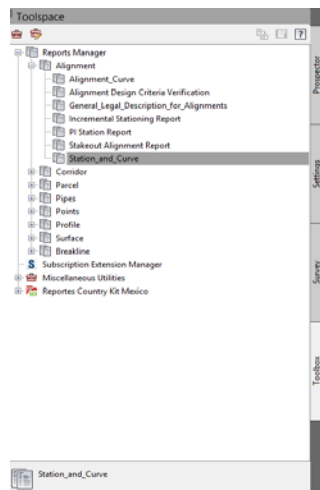 Toolspace
Reports Manager
Alignment
Alignment_Curve
Alignment Design Criteria Verification
General_Legal_Description_for_Alignments
Incremental Stationing Report
PI Station Report
Stakeout Alignment Report
Station_and_Curve
Corridor
Parcel
Pipes
Points
Profile
Surface
Breakline
Subscription Extension Manager
Miscellaneous Utilities
Reportes Country Kit Mexico
Prospector
Settings
Survey
Toolbox
Station_and_Curve